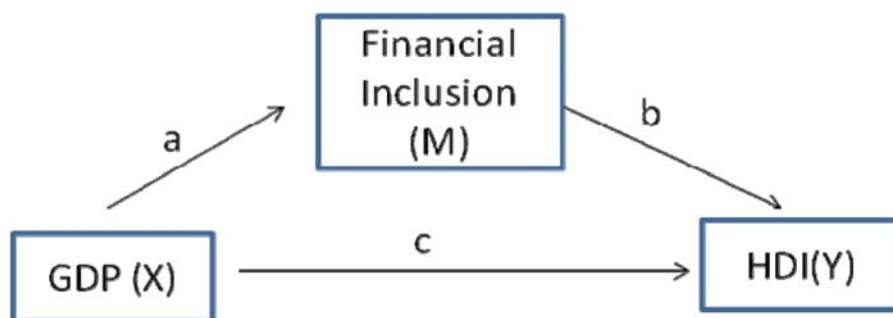 Financial
Inclusion
(M)
a
b
c
GDP (X)
HDI(Y)